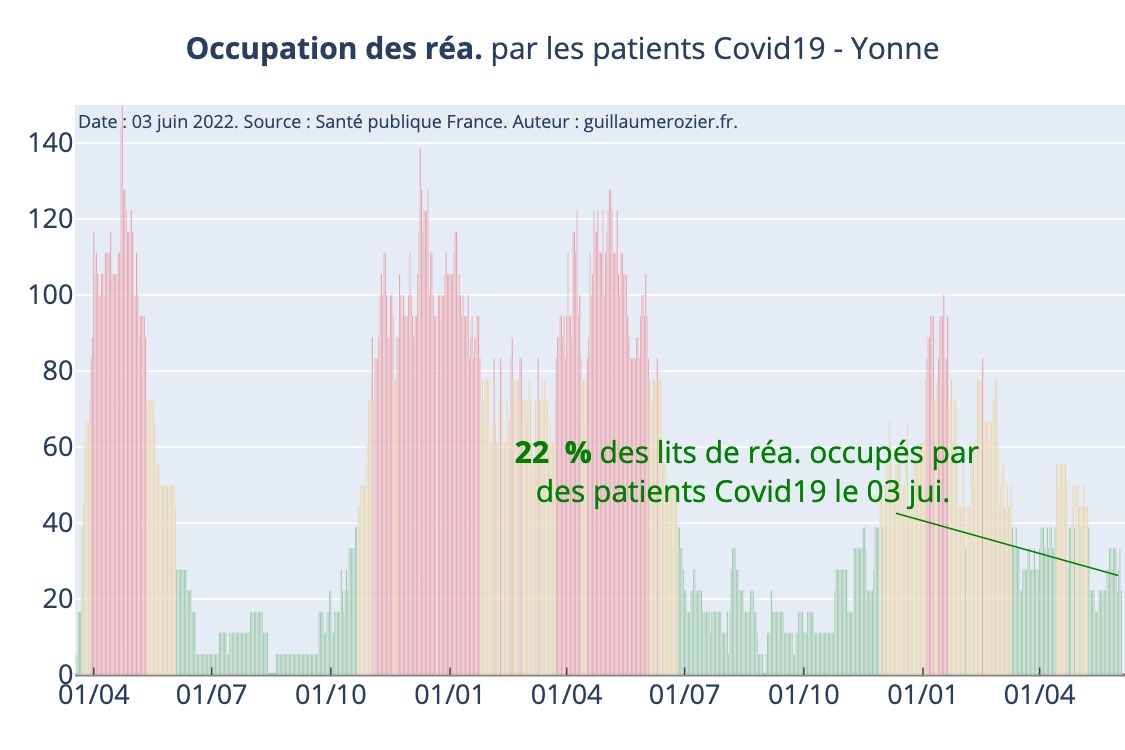 Occupation des réa. par les patients Covid19 - Yonne
Date : 03 juin 2022. Source : Santé publique France. Auteur : guillaumerozier.fr.
140
120
100
80
60
40
20
0
22 % des lits de réa. occupés par
des patients Covid19 le 03 jui.
01/04 01/07 01/10 01/01 01/04 01/07 01/10 01/01 01/04